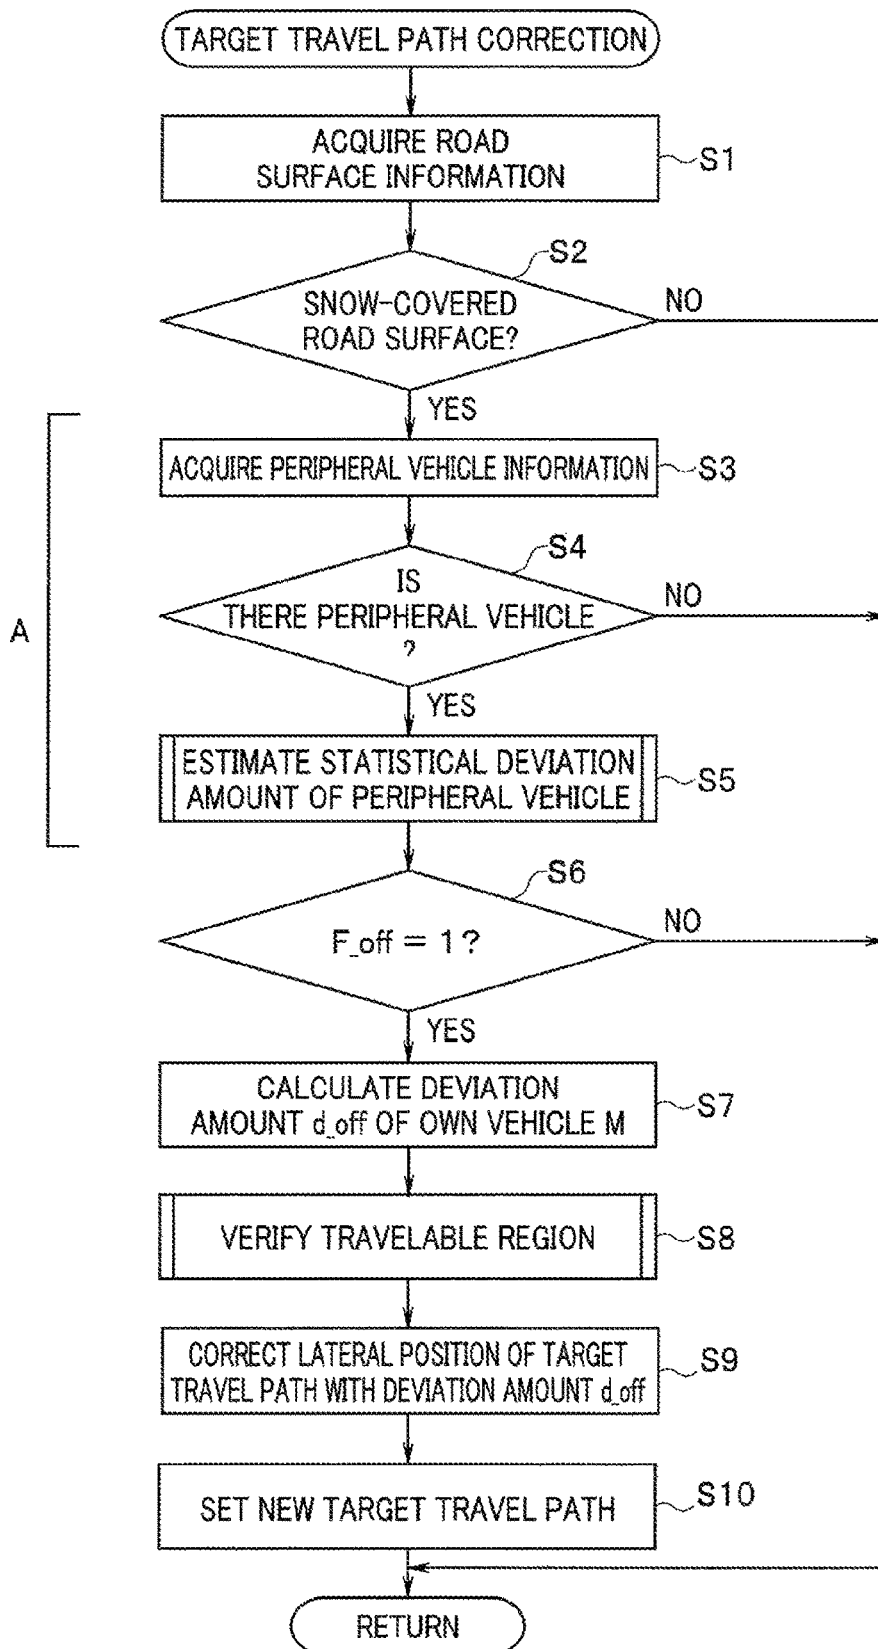 TARGET TRAVEL PATH CORRECTION
ACQUIRE ROAD
SURFACE INFORMATION
S1
S2
SNOW-COVERED
ROAD SURFACE?
NO
YES
ACQUIRE PERIPHERAL VEHICLE INFORMATION
S3
S4
IS
THERE PERIPHERAL VEHICLE
?
NO
A
YES
ESTIMATE STATISTICAL DEVIATION
AMOUNT OF PERIPHERAL VEHICLE
S5
S6
F_off = 1?
NO
YES
CALCULATE DEVIATION
AMOUNT d_off OF OWN VEHICLE M
S7
VERIFY TRAVELABLE REGION
S8
CORRECT LATERAL POSITION OF TARGET
TRAVEL PATH WITH DEVIATION AMOUNT d_off
S9
SET NEW TARGET TRAVEL PATH
S10
RETURN